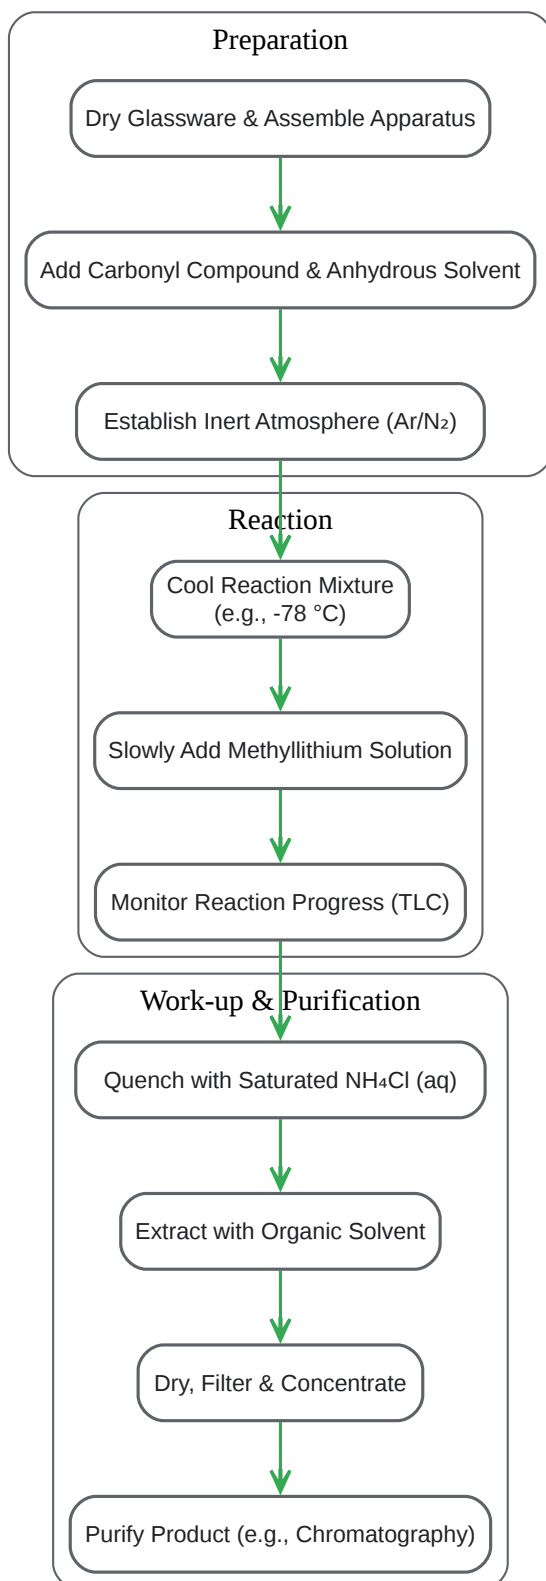 Preparation
Dry Glassware & Assemble Apparatus
Add Carbonyl Compound & Anhydrous Solvent
Establish Inert Atmosphere (Ar/N₂)
Reaction
Cool Reaction Mixture
(e.g., -78 °C)
Slowly Add Methyllithium Solution
Monitor Reaction Progress (TLC)
Work-up & Purification
Quench with Saturated NH₄Cl (aq)
Extract with Organic Solvent
Dry, Filter & Concentrate
Purify Product (e.g., Chromatography)